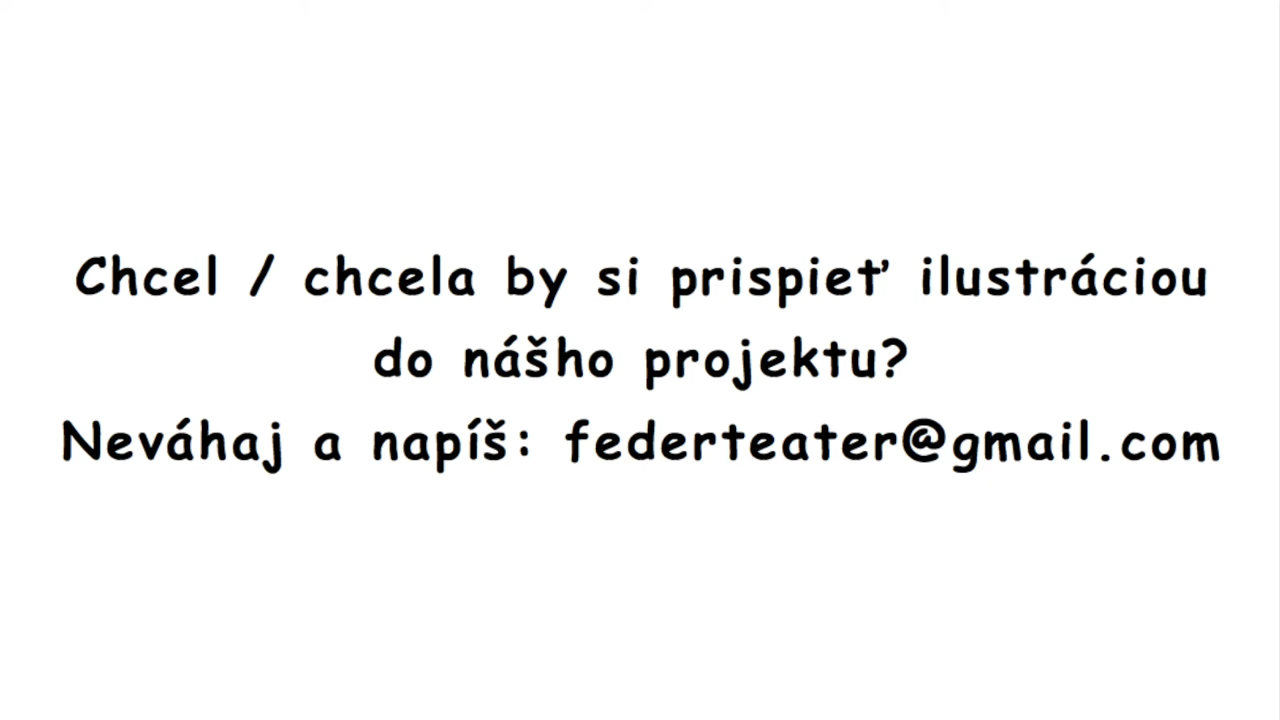 Chcel / chcela by si prispieť ilustráciou
do nášho projektu?
Neváhaj a napíš: federteater@gmail.com